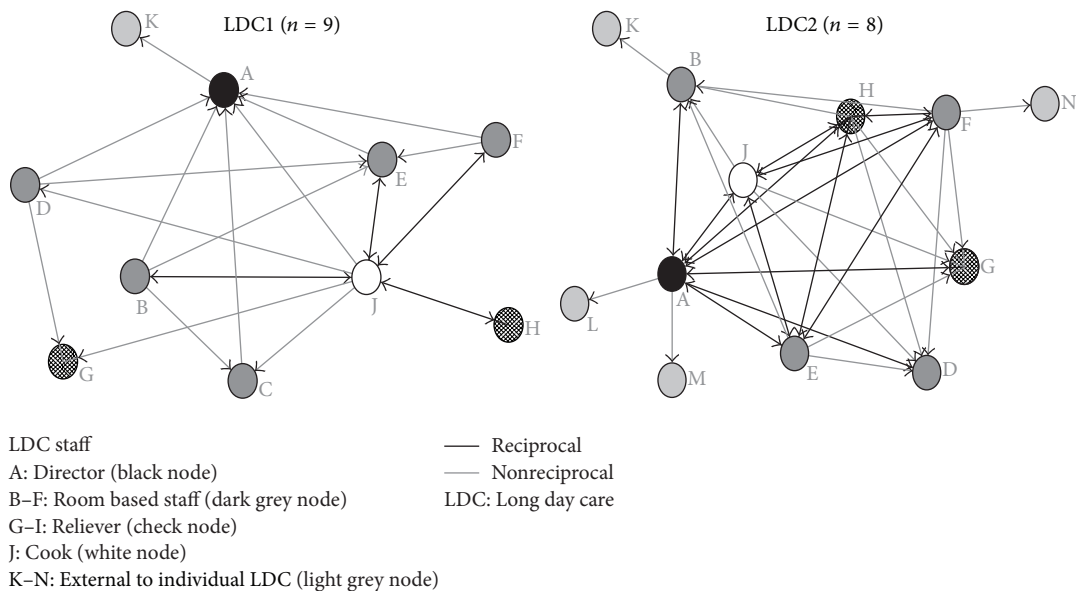 LDC1 (n = 9)
K
A
F
E
D
B
J
H
G
C
LDC2 (n = 8)
K
B
H
N
F
J
G
A
L
M
E
D
LDC staff
A: Director (black node)
B–F: Room based staff (dark grey node)
G–I: Reliever (check node)
J: Cook (white node)
K–N: External to individual LDC (light grey node)
Reciprocal
Nonreciprocal
LDC: Long day care